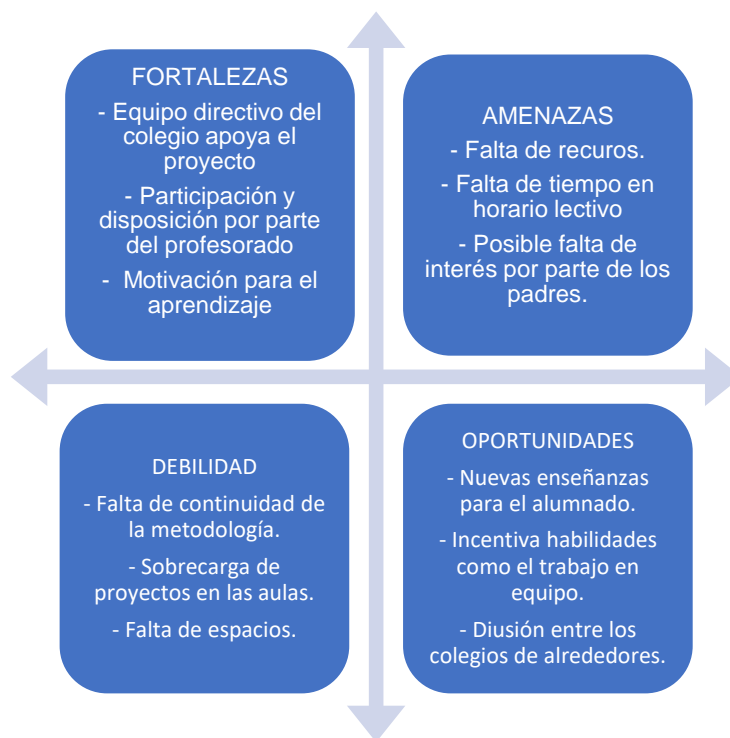 FORTALEZAS
- Equipo directivo del
colegio apoya el
proyecto
- Participación y
disposición por parte
del profesorado
- Motivación para el
aprendizaje
AMENAZAS
- Falta de recuros.
- Falta de tiempo en
horario lectivo
- Posible falta de
interés por parte de los
padres.
DEBILIDAD
- Falta de continuidad de
la metodología.
- Sobrecarga de
proyectos en las aulas.
- Falta de espacios.
OPORTUNIDADES
- Nuevas enseñanzas
para el alumnado.
- Incentiva habilidades
como el trabajo en
equipo.
- Diusión entre los
colegios de alrededores.